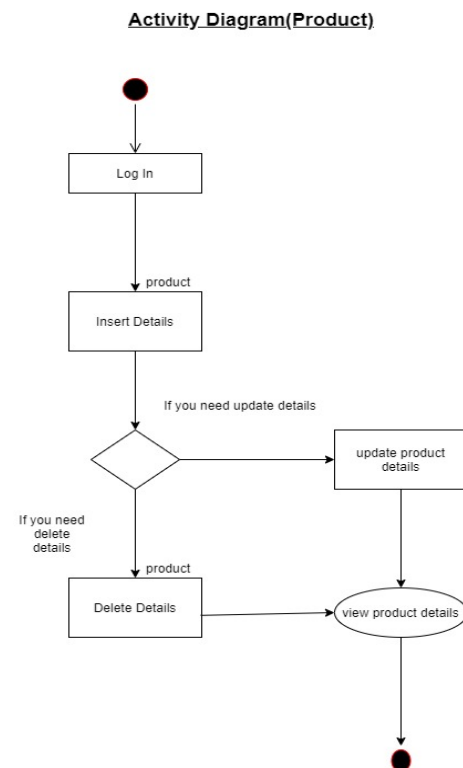 Activity Diagram(Product)
Log In
product
Insert Details
If you need update details
update product
details
If you need
delete
details
product
Delete Details
view product details